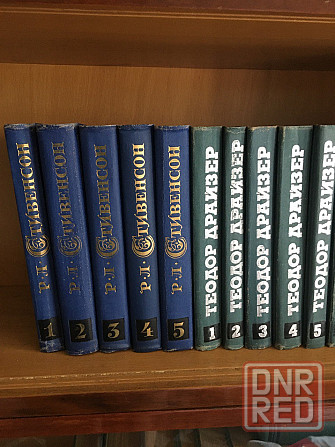 Р.Л. СТИВЕНСОН
1
Р.Л. СТИВЕНСОН
2
Р.Л. СТИВЕНСОН
3
Р.Л. СТИВЕНСОН
4
Р.Л. СТИВЕНСОН
5
ТЕОДОР ДРАЙЗЕР
1
ТЕОДОР ДРАЙЗЕР
2
ТЕОДОР ДРАЙЗЕР
3
ТЕОДОР ДРАЙЗЕР
4
ТЕОДОР ДРАЙЗЕР
5
DNR
RED